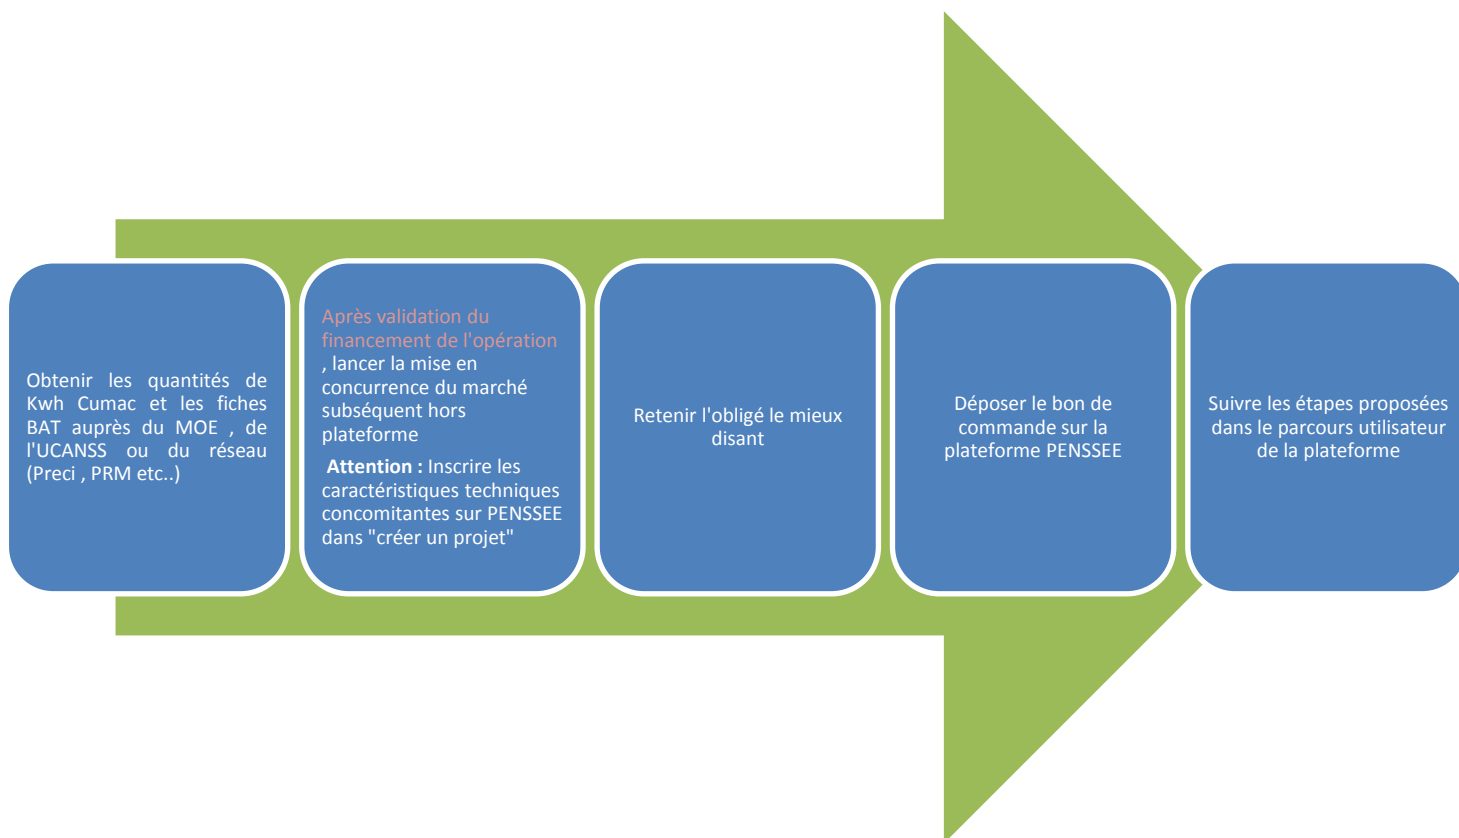 Obtenir les quantités de
Kwh Cumac et les fiches
BAT auprès du MOE , de
l'UCANSS ou du réseau
(Preci , PRM etc..)
Après validation du
financement de l'opération
, lancer la mise en
concurrence du marché
subséquent hors
plateforme
Attention : Inscrire les
caractéristiques techniques
concomitantes sur PENSSEE
dans "créer un projet"
Retenir l'obligé le mieux
disant
Déposer le bon de
commande sur la
plateforme PENSSEE
Suivre les étapes proposées
dans le parcours utilisateur
de la plateforme